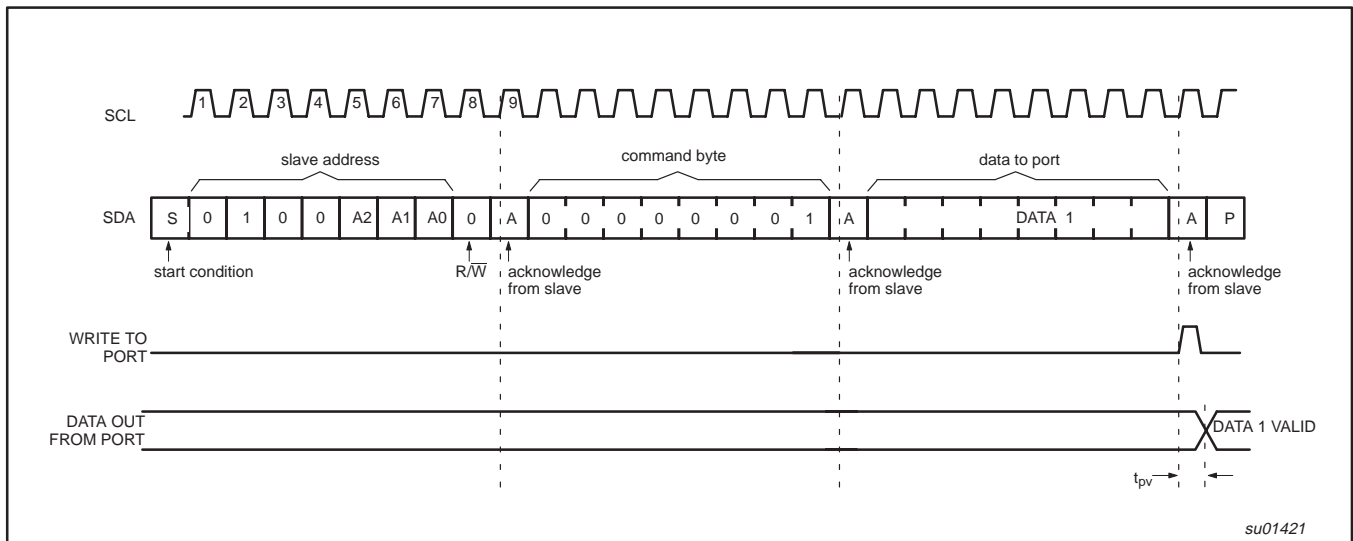 SCL 1 2 3 4 5 6 7 8 9
slave address command byte data to port
SDA S 0 1 0 0 A2 A1 A0 0 A 0 0 0 0 0 0 0 1 A DATA 1 A P
start condition R/W acknowledge from slave acknowledge from slave acknowledge from slave
WRITE TO
PORT
DATA OUT
FROM PORT
DATA 1 VALID
tpv
su01421